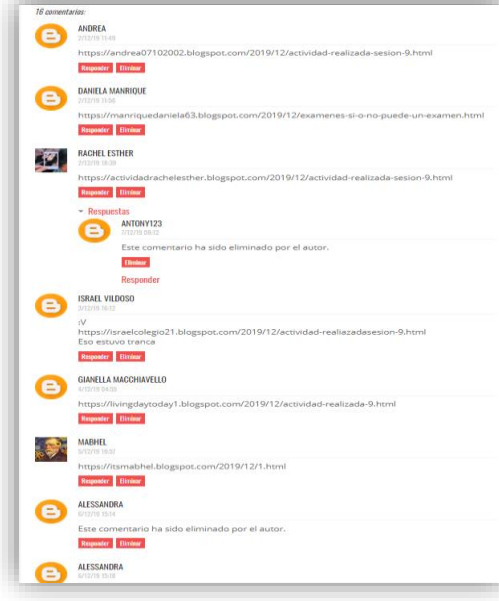 16 comentarios:
ANDREA
2/12/19 11:49
https://andrea07102002.blogspot.com/2019/12/actividad-realizada-sesion-9.html
Responder Eliminar
DANIELA MANRIQUE
https://manriquedaniela63.blogspot.com/2019/12/examenes-si-o-no-puede-un-examen.html
Responder Eliminar
RACHEL ESTHER
https://actividadrachelesther.blogspot.com/2019/12/actividad-realizada-sesion-9.html
Responder Eliminar
Respuestas
ANTONY123
Este comentario ha sido eliminado por el autor.
Eliminar
Responder
ISRAEL VILDOSO
:V
https://israelcolegio21.blogspot.com/2019/12/actividad-realiazadasesion-9.html
Eso estuvo tranca
Responder Eliminar
GIANELLA MACCHIAVELLO
https://livingdaytoday1.blogspot.com/2019/12/actividad-realizada-9.html
Responder Eliminar
MABHEL
https://itsmabhel.blogspot.com/2019/12/1.html
Responder Eliminar
ALESSANDRA
Este comentario ha sido eliminado por el autor.
Responder Eliminar
ALESSANDRA